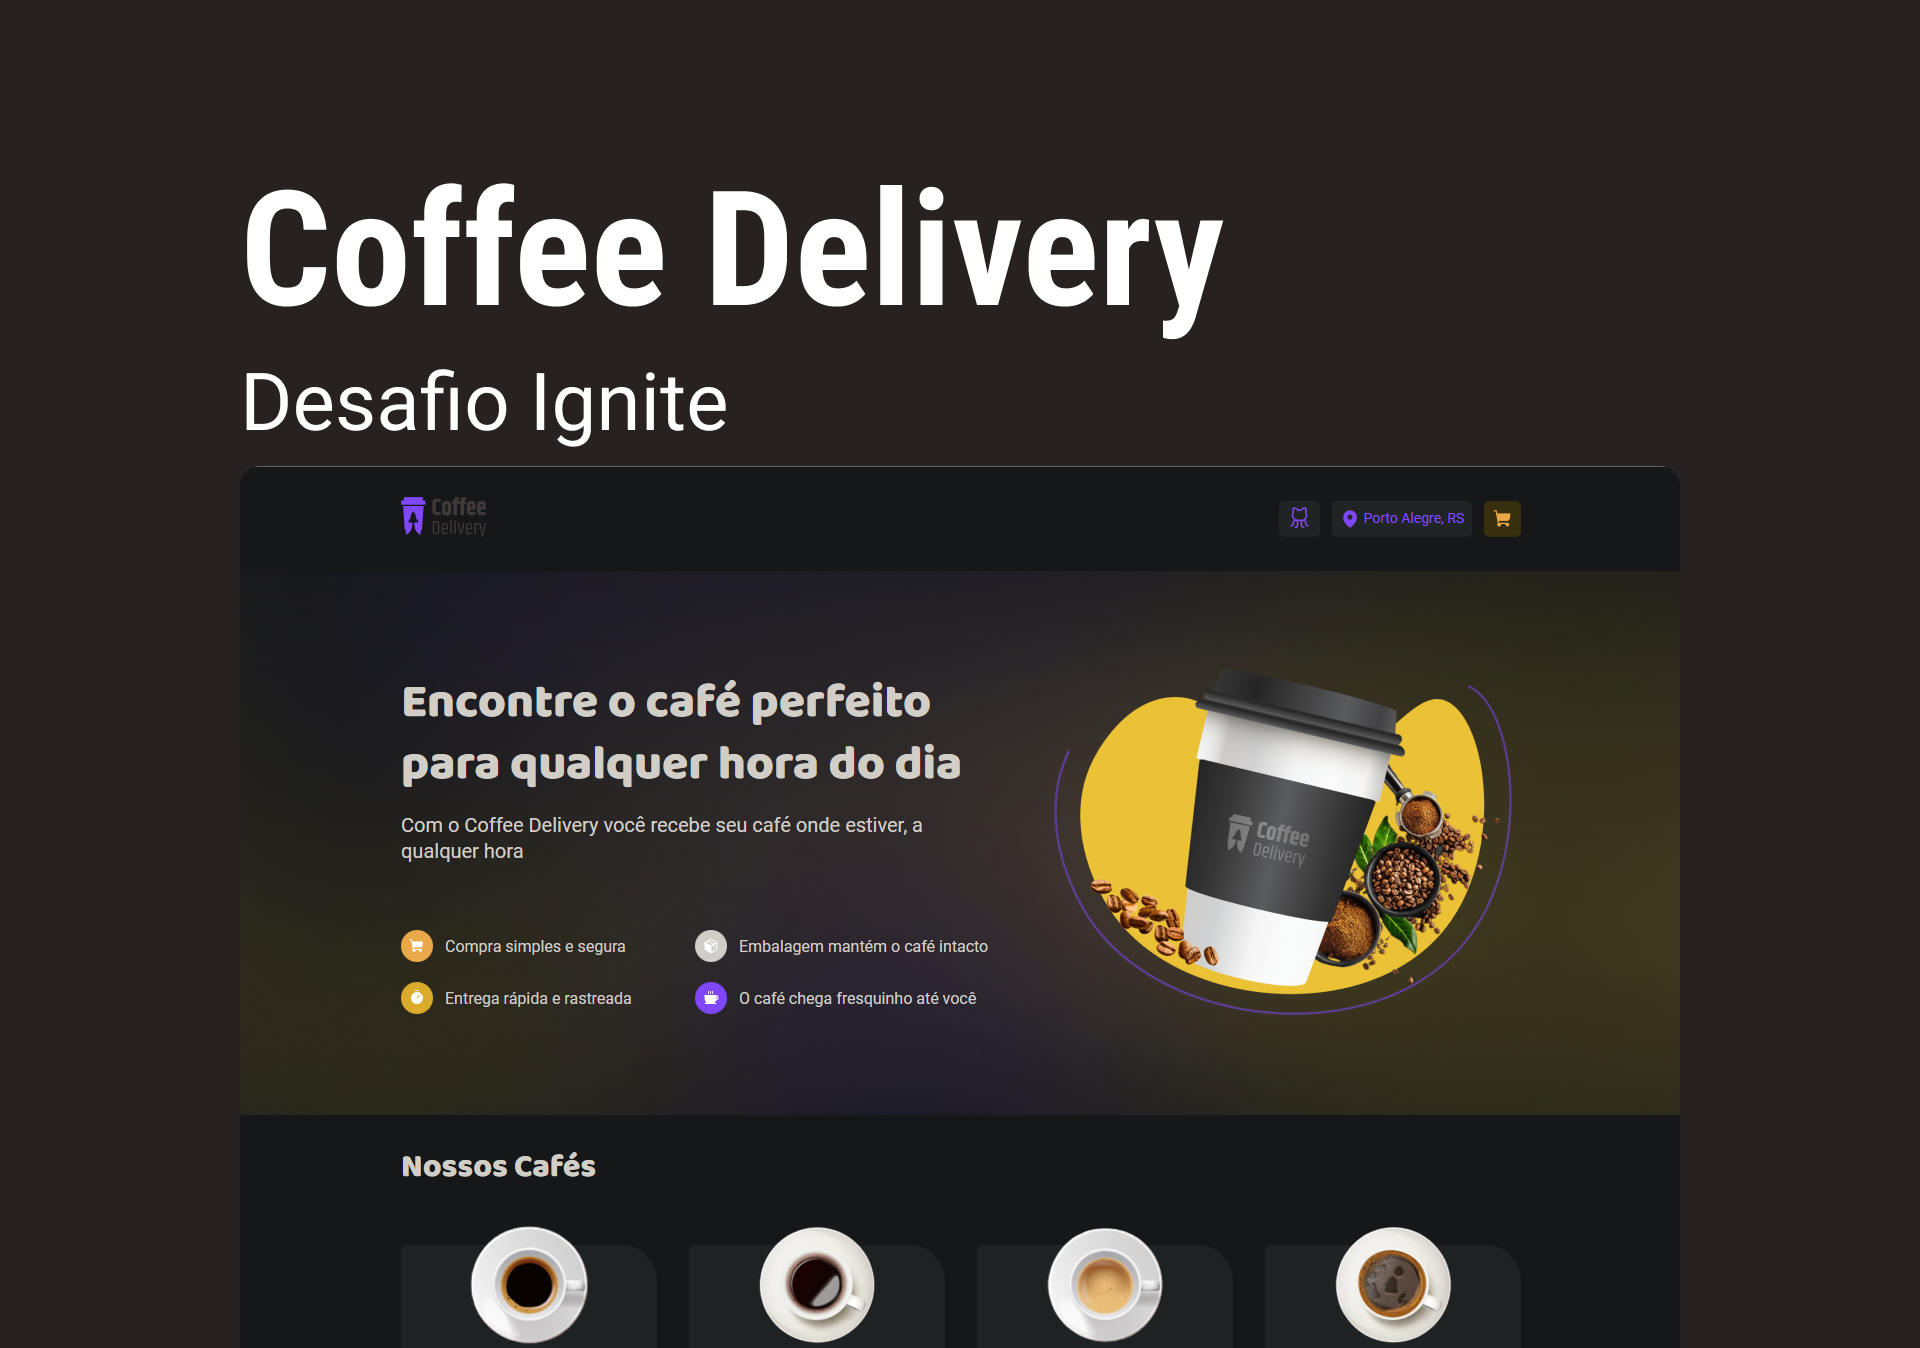 Coffee Delivery
Desafio Ignite
Coffee
Delivery
Porto Alegre, RS
Encontre o café perfeito
para qualquer hora do dia
Com o Coffee Delivery você recebe seu café onde estiver, a
qualquer hora
Coffee
Delivery
Compra simples e segura
Embalagem mantém o café intacto
Entrega rápida e rastreada
O café chega fresquinho até você
Nossos Cafés